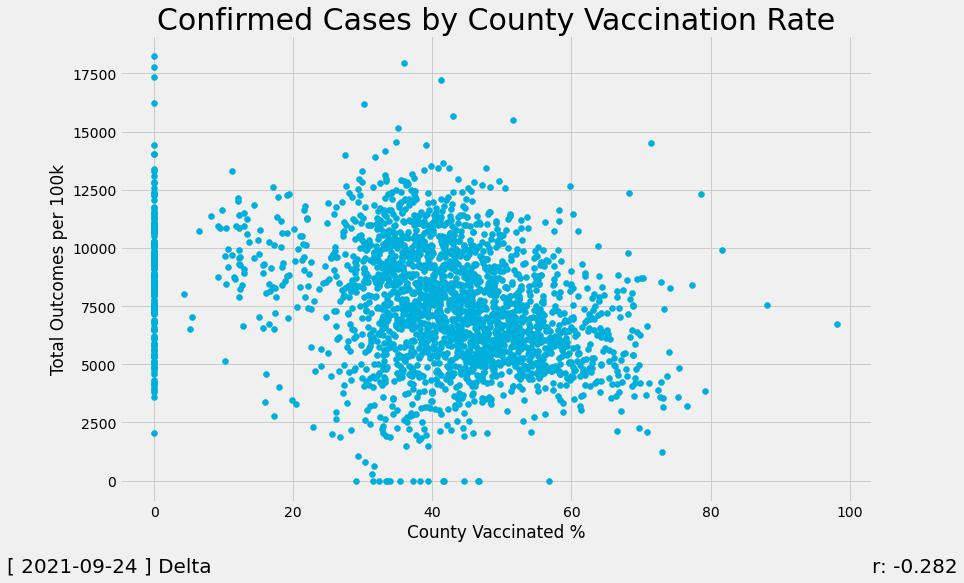 Confirmed Cases by County Vaccination Rate
17500
15000
12500
10000
7500
5000
2500
0
Total Outcomes per 100k
0 20 40 60 80 100
County Vaccinated %
[ 2021-09-24 ] Delta
r: -0.282